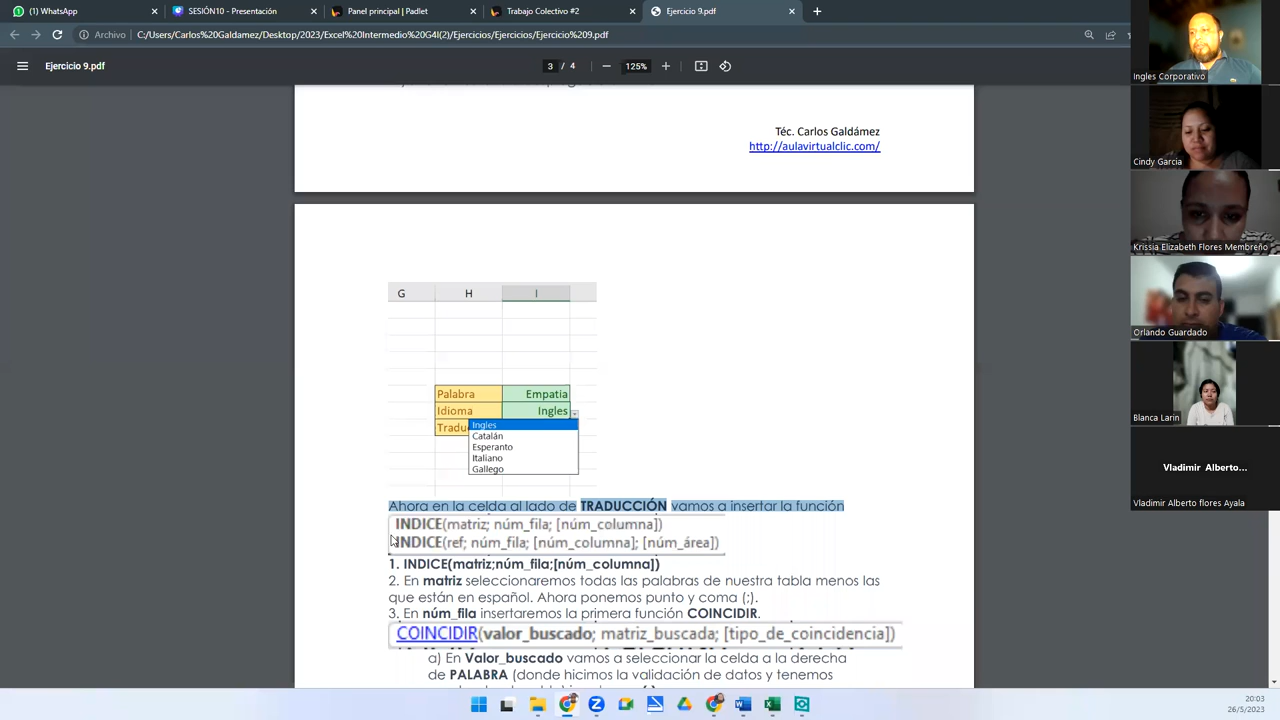 (1) WhatsApp
SESIÓN10 - Presentación
Panel principal | Padlet
Trabajo Colectivo #2
Ejercicio 9.pdf
Archivo
C:/Users/Carlos%20Galdamez/Desktop/2023/Excel%20Intermedio%204I(2)/Ejercicios/Ejercicios/Ejercicio%209.pdf
Ejercicio 9.pdf
3 / 4
125%
Téc. Carlos Galdámez
http://aulavirtualclic.com/
G H I
Palabra Empatia
Idioma Ingles
Tradu
Ingles
Catalán
Esperanto
Italiano
Gallego
Ahora en la celda al lado de TRADUCCIÓN vamos a insertar la función
INDICE(matriz; núm_fila; [núm_columna])
INDICE(ref; núm_fila; [núm_columna]; [núm_área])
1. INDICE(matriz;núm_fila;[núm_columna])
2. En matriz seleccionaremos todas las palabras de nuestra tabla menos las
que están en español. Ahora ponemos punto y coma (;).
3. En núm_fila insertaremos la primera función COINCIDIR.
COINCIDIR(valor_buscado; matriz_buscada; [tipo_de_coincidencia])
a) En Valor_buscado vamos a seleccionar la celda a la derecha
de PALABRA (donde hicimos la validación de datos y tenemos
Ingles Corporativo
Cindy Garcia
Krissia Elizabeth Flores Membreño
Orlando Guardado
Blanca Larin
Vladimir Alberto...
Vladimir Alberto flores Ayala
20:03
26/5/2023